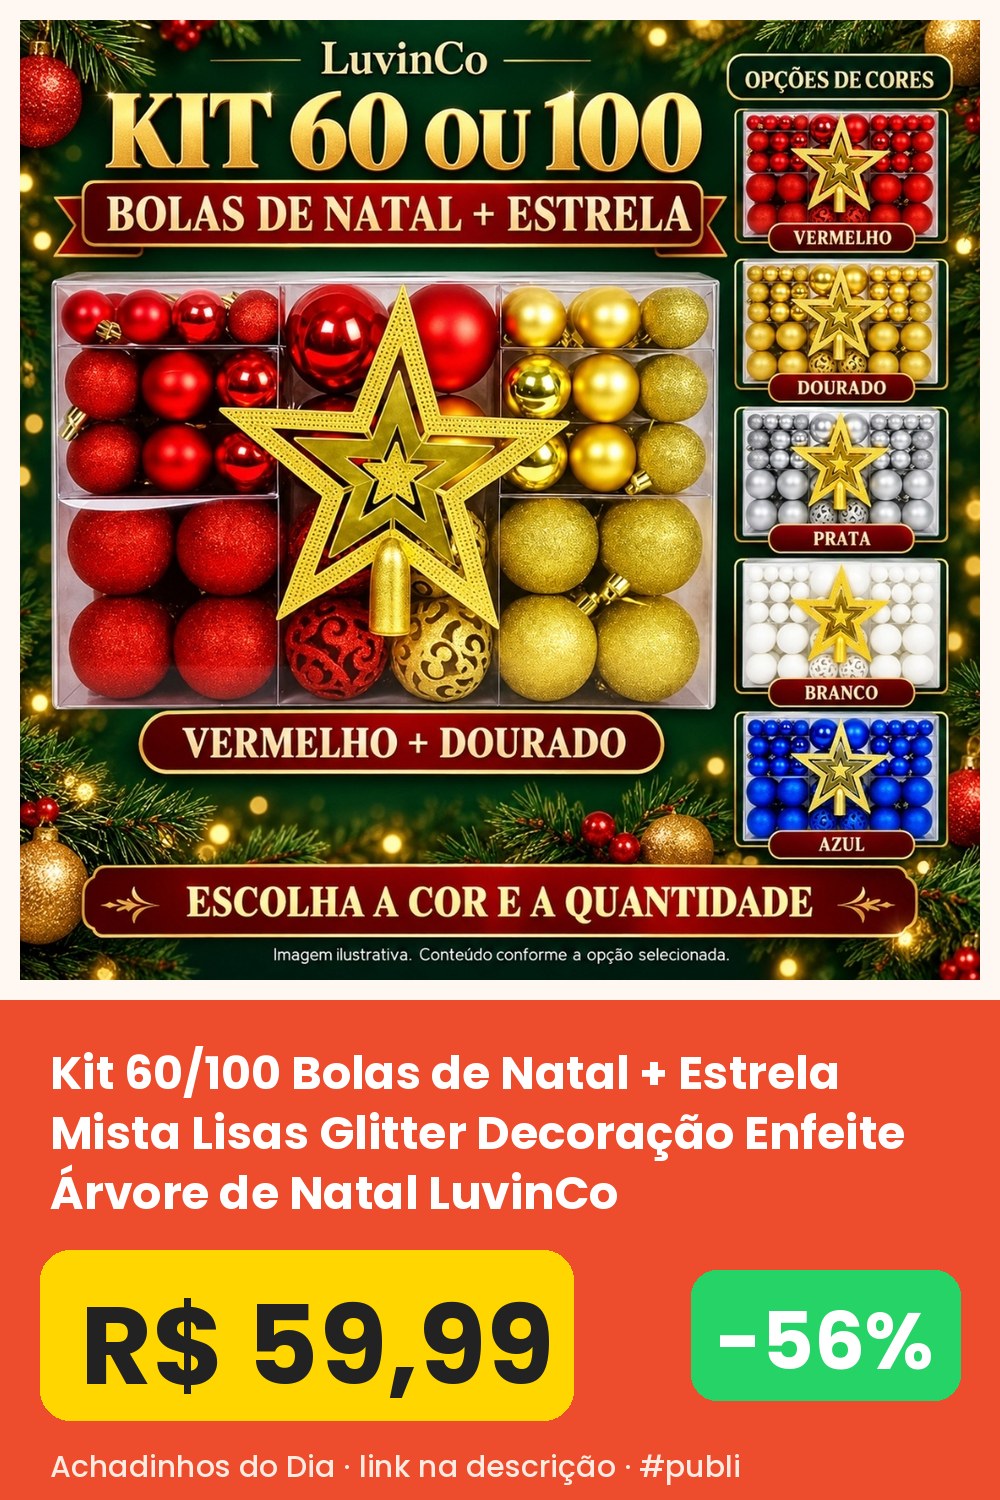 LuvinCo
KIT 60 OU 100
BOLAS DE NATAL + ESTRELA
VERMELHO + DOURADO
OPÇÕES DE CORES
VERMELHO
DOURADO
PRATA
BRANCO
AZUL
ESCOLHA A COR E A QUANTIDADE
Imagem ilustrativa. Conteúdo conforme a opção selecionada.
Kit 60/100 Bolas de Natal + Estrela
Mista Lisas Glitter Decoração Enfeite
Árvore de Natal LuvinCo
R$ 59,99
-56%
Achadinhos do Dia · link na descrição · #publi